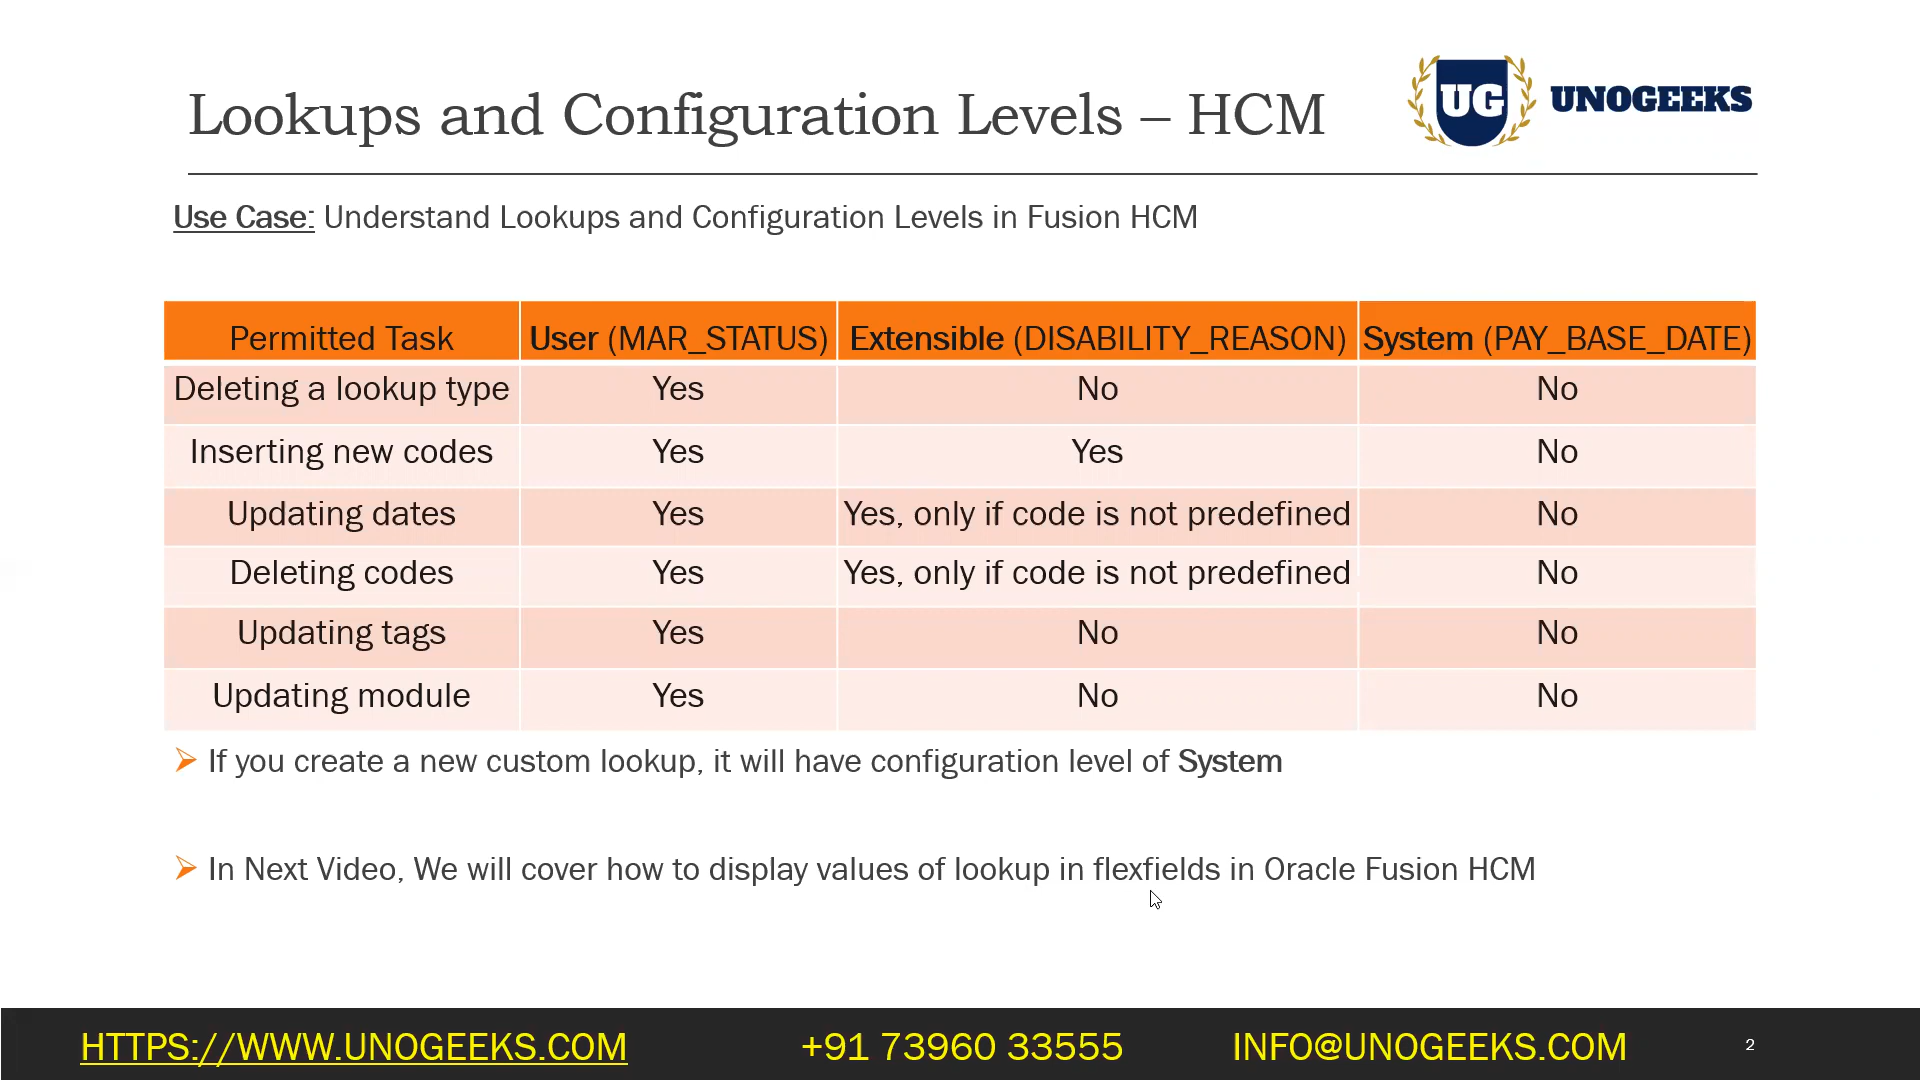 Lookups and Configuration Levels – HCM
UG UNOGEEKS
Use Case: Understand Lookups and Configuration Levels in Fusion HCM
Permitted Task User (MAR_STATUS) Extensible (DISABILITY_REASON) System (PAY_BASE_DATE)
Deleting a lookup type Yes No No
Inserting new codes Yes Yes No
Updating dates Yes Yes, only if code is not predefined No
Deleting codes Yes Yes, only if code is not predefined No
Updating tags Yes No No
Updating module Yes No No
If you create a new custom lookup, it will have configuration level of System
In Next Video, We will cover how to display values of lookup in flexfields in Oracle Fusion HCM
HTTPS://WWW.UNOGEEKS.COM +91 73960 33555 INFO@UNOGEEKS.COM 2